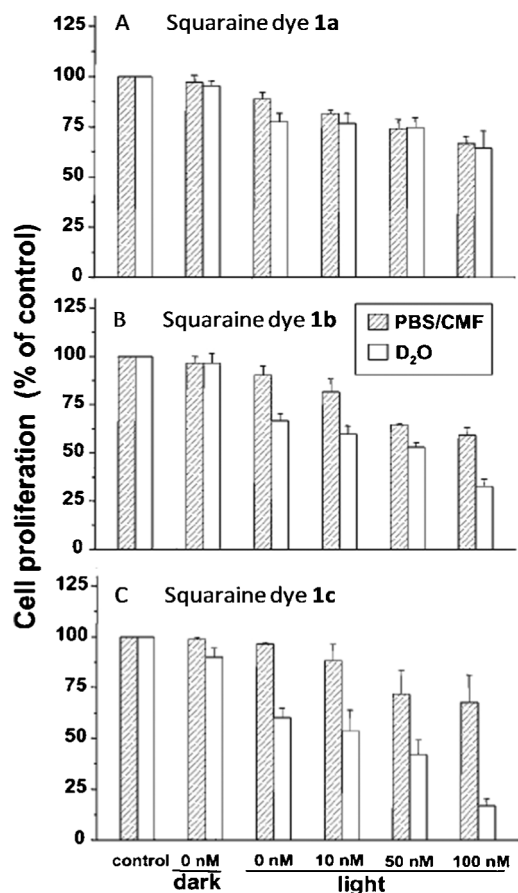 Cell proliferation (% of control)
A Squaraine dye 1a
125
100
75
50
25
0
B Squaraine dye 1b
PBS/CMF
D₂O
125
100
75
50
25
0
C Squaraine dye 1c
125
100
75
50
25
0
control 0 nM 0 nM 10 nM 50 nM 100 nM
dark light